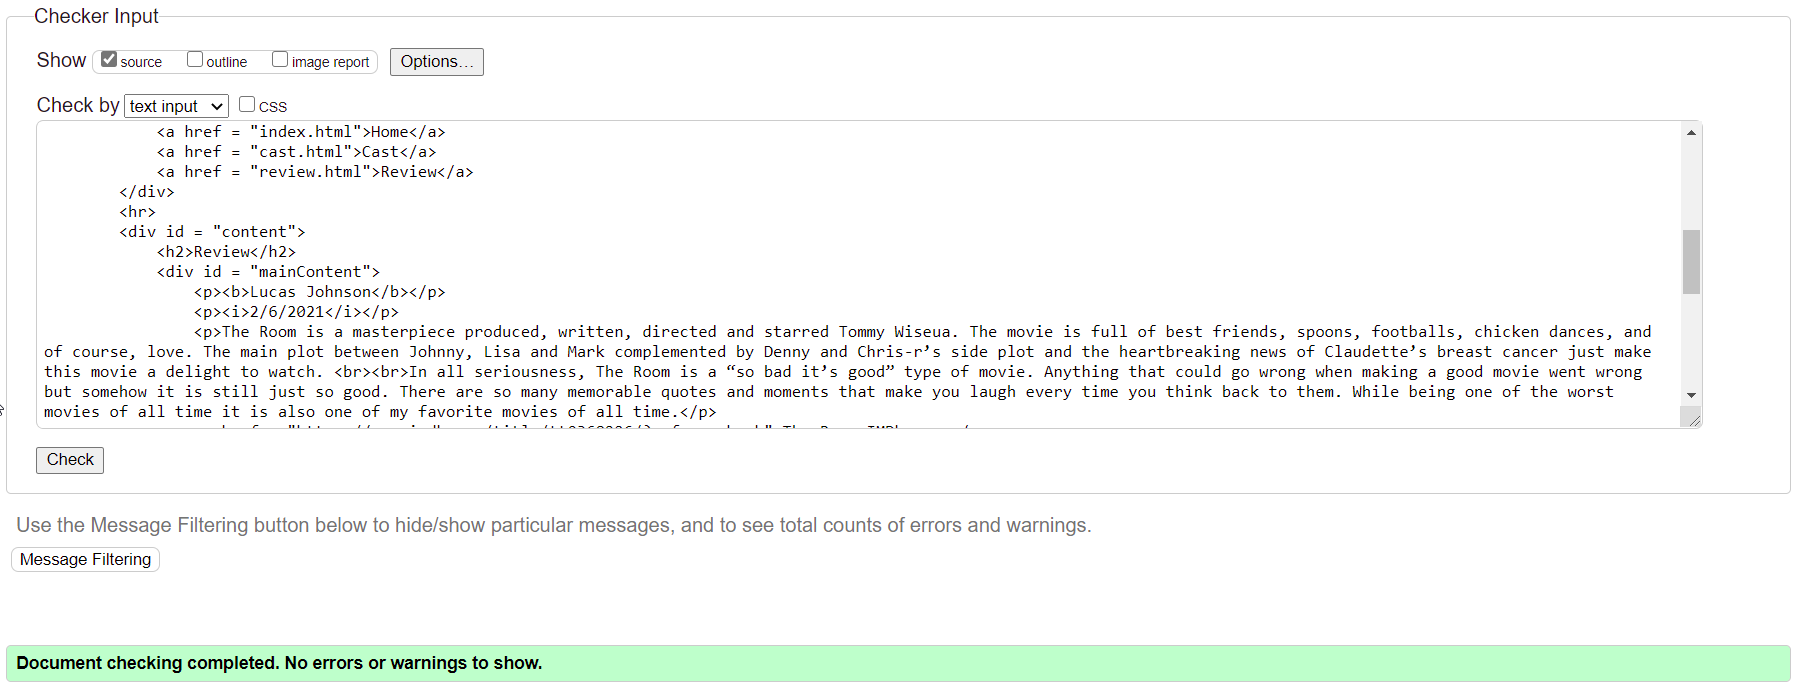 Checker Input
Show source outline image report Options...
Check by text input CSS
<a href = "index.html">Home</a>
<a href = "cast.html">Cast</a>
<a href = "review.html">Review</a>
</div>
<hr>
<div id = "content">
<h2>Review</h2>
<div id = "mainContent">
<p><b>Lucas Johnson</b></p>
<p><i>2/6/2021</i></p>
<p>The Room is a masterpiece produced, written, directed and starred Tommy Wiseua. The movie is full of best friends, spoons, footballs, chicken dances, and
of course, love. The main plot between Johnny, Lisa and Mark complemented by Denny and Chris-r’s side plot and the heartbreaking news of Claudette’s breast cancer just make
this movie a delight to watch. <br><br>In all seriousness, The Room is a “so bad it’s good” type of movie. Anything that could go wrong when making a good movie went wrong
but somehow it is still just so good. There are so many memorable quotes and moments that make you laugh every time you think back to them. While being one of the worst
movies of all time it is also one of my favorite movies of all time.</p>
Check
Use the Message Filtering button below to hide/show particular messages, and to see total counts of errors and warnings.
Message Filtering
Document checking completed. No errors or warnings to show.